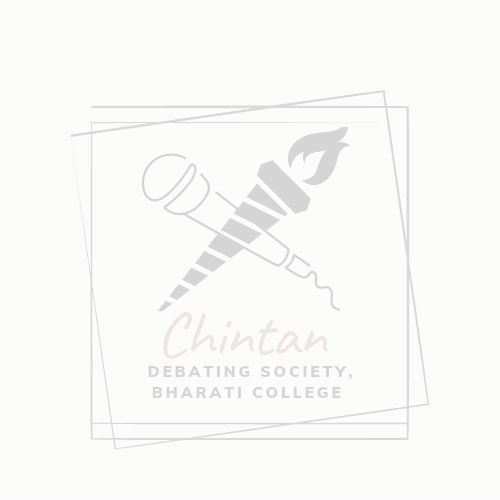 Chintan
DEBATING SOCIETY,
BHARATI COLLEGE